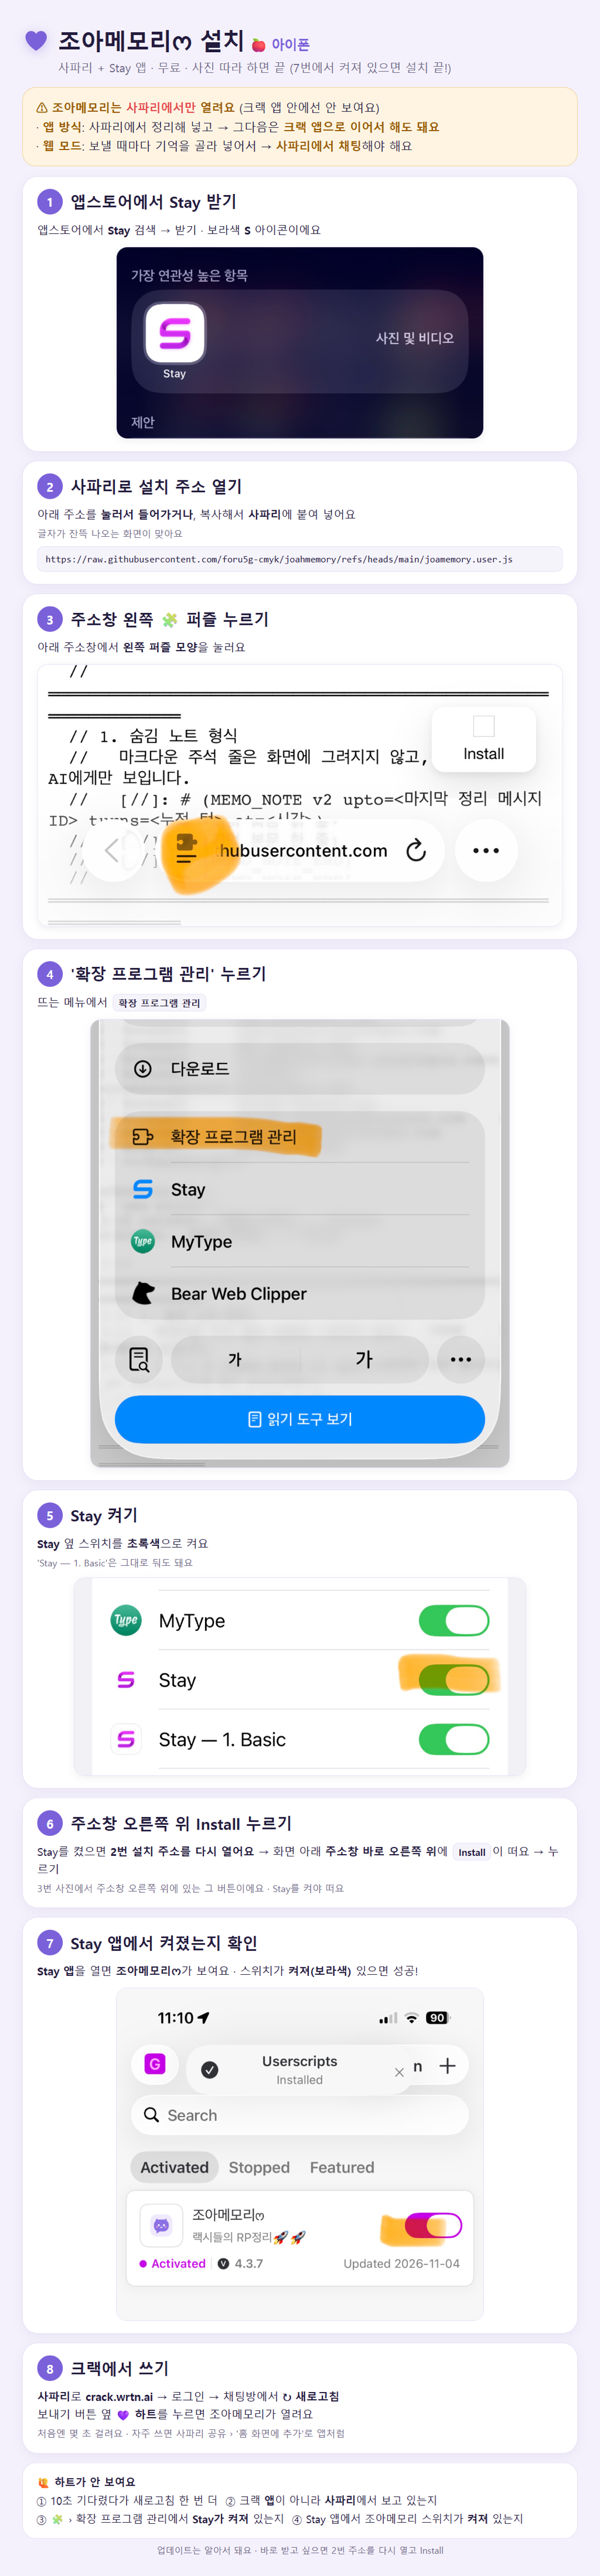 조아메모리ෆ 설치 🍎 아이폰
사파리 + Stay 앱 · 무료 · 사진 따라 하면 끝 (7번에서 켜져 있으면 설치 끝!)
⚠ 조아메모리는 사파리에서만 열려요 (크랙 앱 안에선 안 보여요)
· 앱 방식: 사파리에서 정리해 넣고 → 그다음은 크랙 앱으로 이어서 해도 돼요
· 웹 모드: 보낼 때마다 기억을 골라 넣어서 → 사파리에서 채팅해야 해요
1 앱스토어에서 Stay 받기
앱스토어에서 Stay 검색 → 받기 · 보라색 S 아이콘이에요
가장 연관성 높은 항목
사진 및 비디오
Stay
제안
2 사파리로 설치 주소 열기
아래 주소를 눌러서 들어가거나, 복사해서 사파리에 붙여 넣어요
글자가 잔뜩 나오는 화면이 맞아요
https://raw.githubusercontent.com/foru5g-cmyk/joahmemory/refs/heads/main/joamemory.user.js
3 주소창 왼쪽 🧩 퍼즐 누르기
아래 주소창에서 왼쪽 퍼즐 모양을 눌러요
//
// 1. 숨김 노트 형식
// 마크다운 주석 줄은 화면에 그려지지 않고,
AI에게만 보입니다.
Install
// [//]: # (MEMO_NOTE v2 upto=<마지막 정리 메시지
ID> turns=<누적 턴> at=<시각>)
hubusercontent.com
4 '확장 프로그램 관리' 누르기
뜨는 메뉴에서 확장 프로그램 관리
다운로드
확장 프로그램 관리
Stay
Type MyType
Bear Web Clipper
가 가
읽기 도구 보기
5 Stay 켜기
Stay 옆 스위치를 초록색으로 켜요
'Stay — 1. Basic'은 그대로 둬도 돼요
Type MyType
Stay
Stay — 1. Basic
6 주소창 오른쪽 위 Install 누르기
Stay를 켰으면 2번 설치 주소를 다시 열어요 → 화면 아래 주소창 바로 오른쪽 위에 Install 이 떠요 → 누
르기
3번 사진에서 주소창 오른쪽 위에 있는 그 버튼이에요 · Stay를 켜야 떠요
7 Stay 앱에서 켜졌는지 확인
Stay 앱을 열면 조아메모리ෆ가 보여요 · 스위치가 켜져(보라색) 있으면 성공!
11:10 90
G Userscripts n +
Installed
Search
Activated Stopped Featured
조아메모리ෆ
랙시들의 RP정리🚀🚀
Activated V 4.3.7 Updated 2026-11-04
8 크랙에서 쓰기
사파리로 crack.wrtn.ai → 로그인 → 채팅방에서 ↻ 새로고침
보내기 버튼 옆 💜 하트를 누르면 조아메모리가 열려요
처음엔 몇 초 걸려요 · 자주 쓰면 사파리 공유 › '홈 화면에 추가'로 앱처럼
하트가 안 보여요
① 10초 기다렸다가 새로고침 한 번 더 ② 크랙 앱이 아니라 사파리에서 보고 있는지
③ 🧩 › 확장 프로그램 관리에서 Stay가 켜져 있는지 ④ Stay 앱에서 조아메모리 스위치가 켜져 있는지
업데이트는 알아서 돼요 · 바로 받고 싶으면 2번 주소를 다시 열고 Install